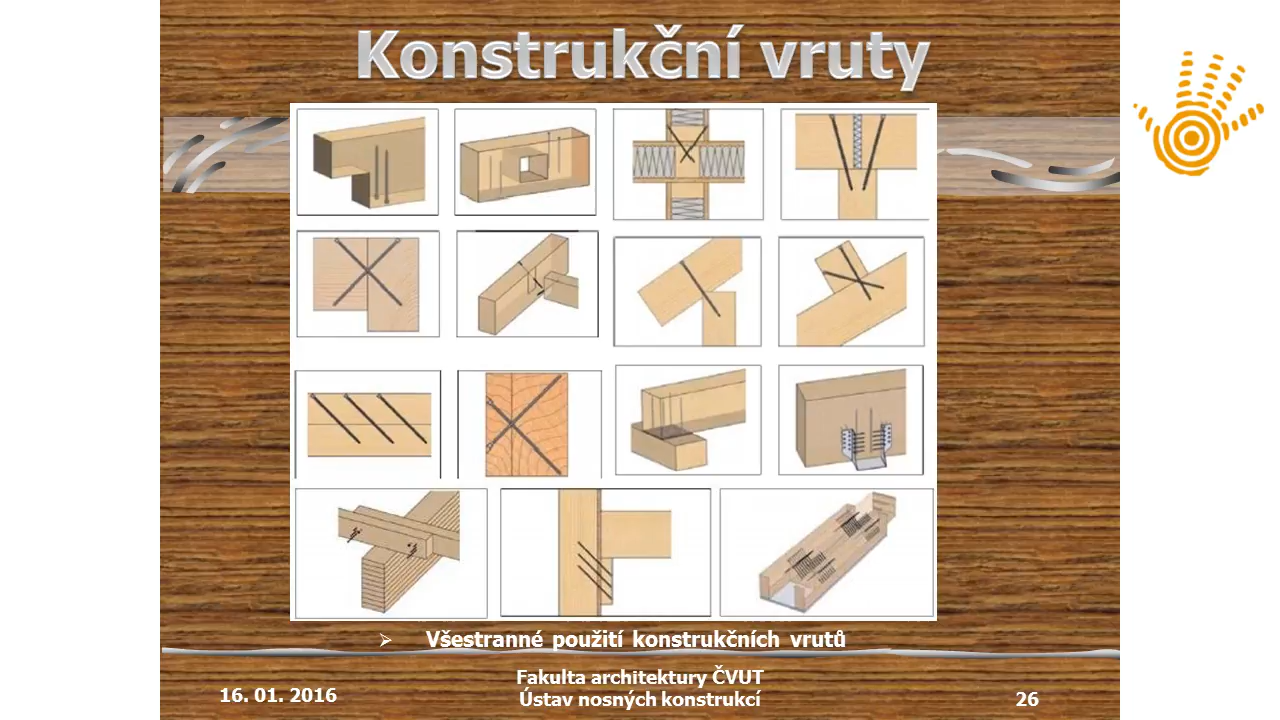 Konstrukční vruty
Všestranné použití konstrukčních vrutů
16. 01. 2016
Fakulta architektury ČVUT
Ústav nosných konstrukcí
26